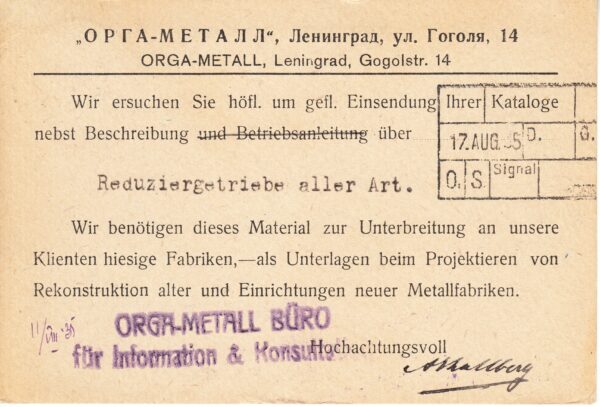 „ОРГА-МЕТАЛЛ“, Ленинград, ул. Гоголя, 14
ORGA-METALL, Leningrad, Gogolstr. 14
Wir ersuchen Sie höfl. um gefl. Einsendung Ihrer Kataloge
nebst Beschreibung und Betriebsanleitung über
17. AUG. 35 D. G.
O. S. Signal
Reduziergetriebe aller Art.
Wir benötigen dieses Material zur Unterbreitung an unsere
Klienten hiesige Fabriken,—als Unterlagen beim Projektieren von
Rekonstruktion alter und Einrichtungen neuer Metallfabriken.
11/VIII-35
ORGA-METALL BÜRO
für Information & Konsult
Hochachtungsvoll